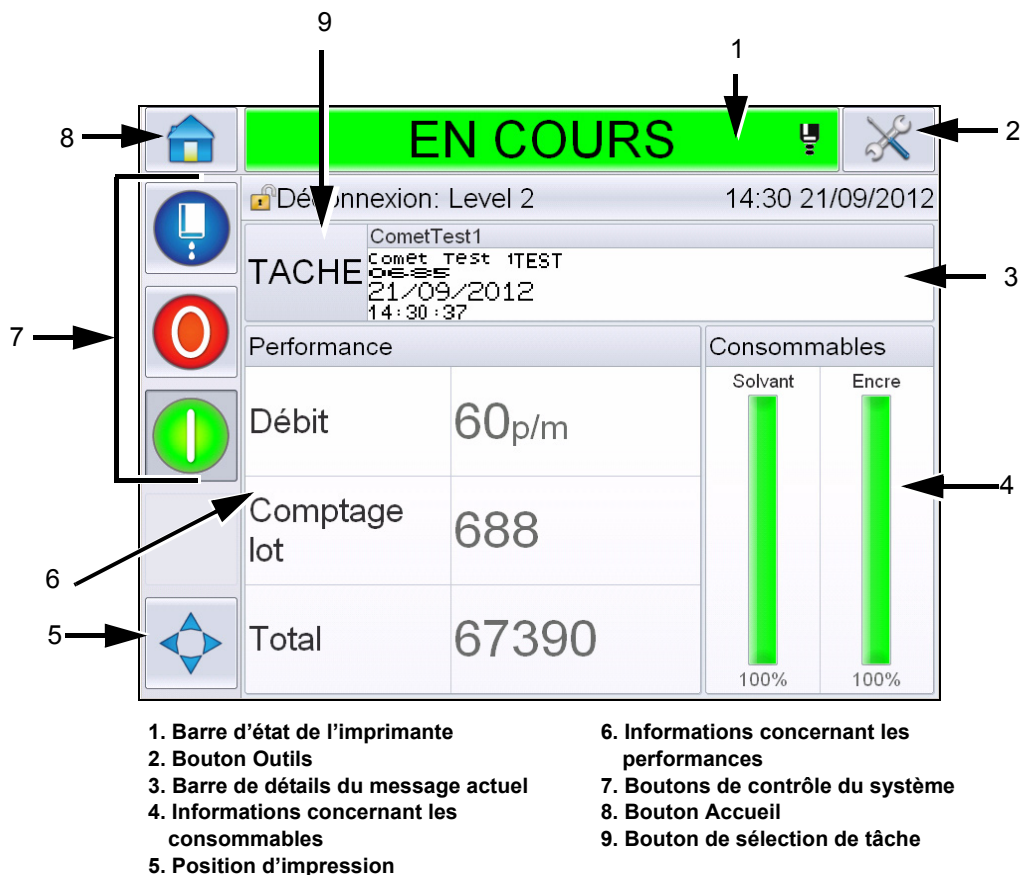 9
1
8
EN COURS
2
Déconnexion: Level 2
14:30 21/09/2012
CometTest1
TACHE
Comet Test 1TEST
21/09/2012
14:30:37
3
7
Performance
Consommables
Solvant
Encre
Débit
60p/m
4
Comptage
lot
688
6
5
Total
67390
100%
100%
1. Barre d'état de l'imprimante
2. Bouton Outils
3. Barre de détails du message actuel
4. Informations concernant les
consommables
5. Position d'impression
6. Informations concernant les
performances
7. Boutons de contrôle du système
8. Bouton Accueil
9. Bouton de sélection de tâche